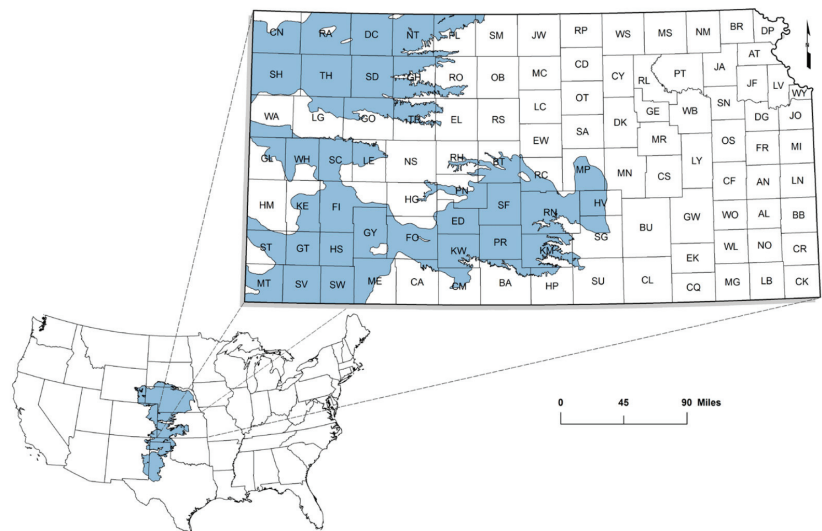 CN RA DC NT PL SM JW RP WS MS NM BR DP
SH TH SD GH RO OB MC CD CY RL PT JA AT JF LV WY
WA LG GO TR EL RS LC OT SA DK GE WB SN DG JO
GL WH SC LE NS RH BT EW RC MP MN MR CS LY OS FR MI
HM KE FI HG PN ED SF RN HV BU GW CF AN LN
ST GT HS GY FO KW PR KM SG EK WO AL BB
MT SV SW ME CA CM BA HP SU CL CQ WL NO CR
MG LB CK
0 45 90 Miles